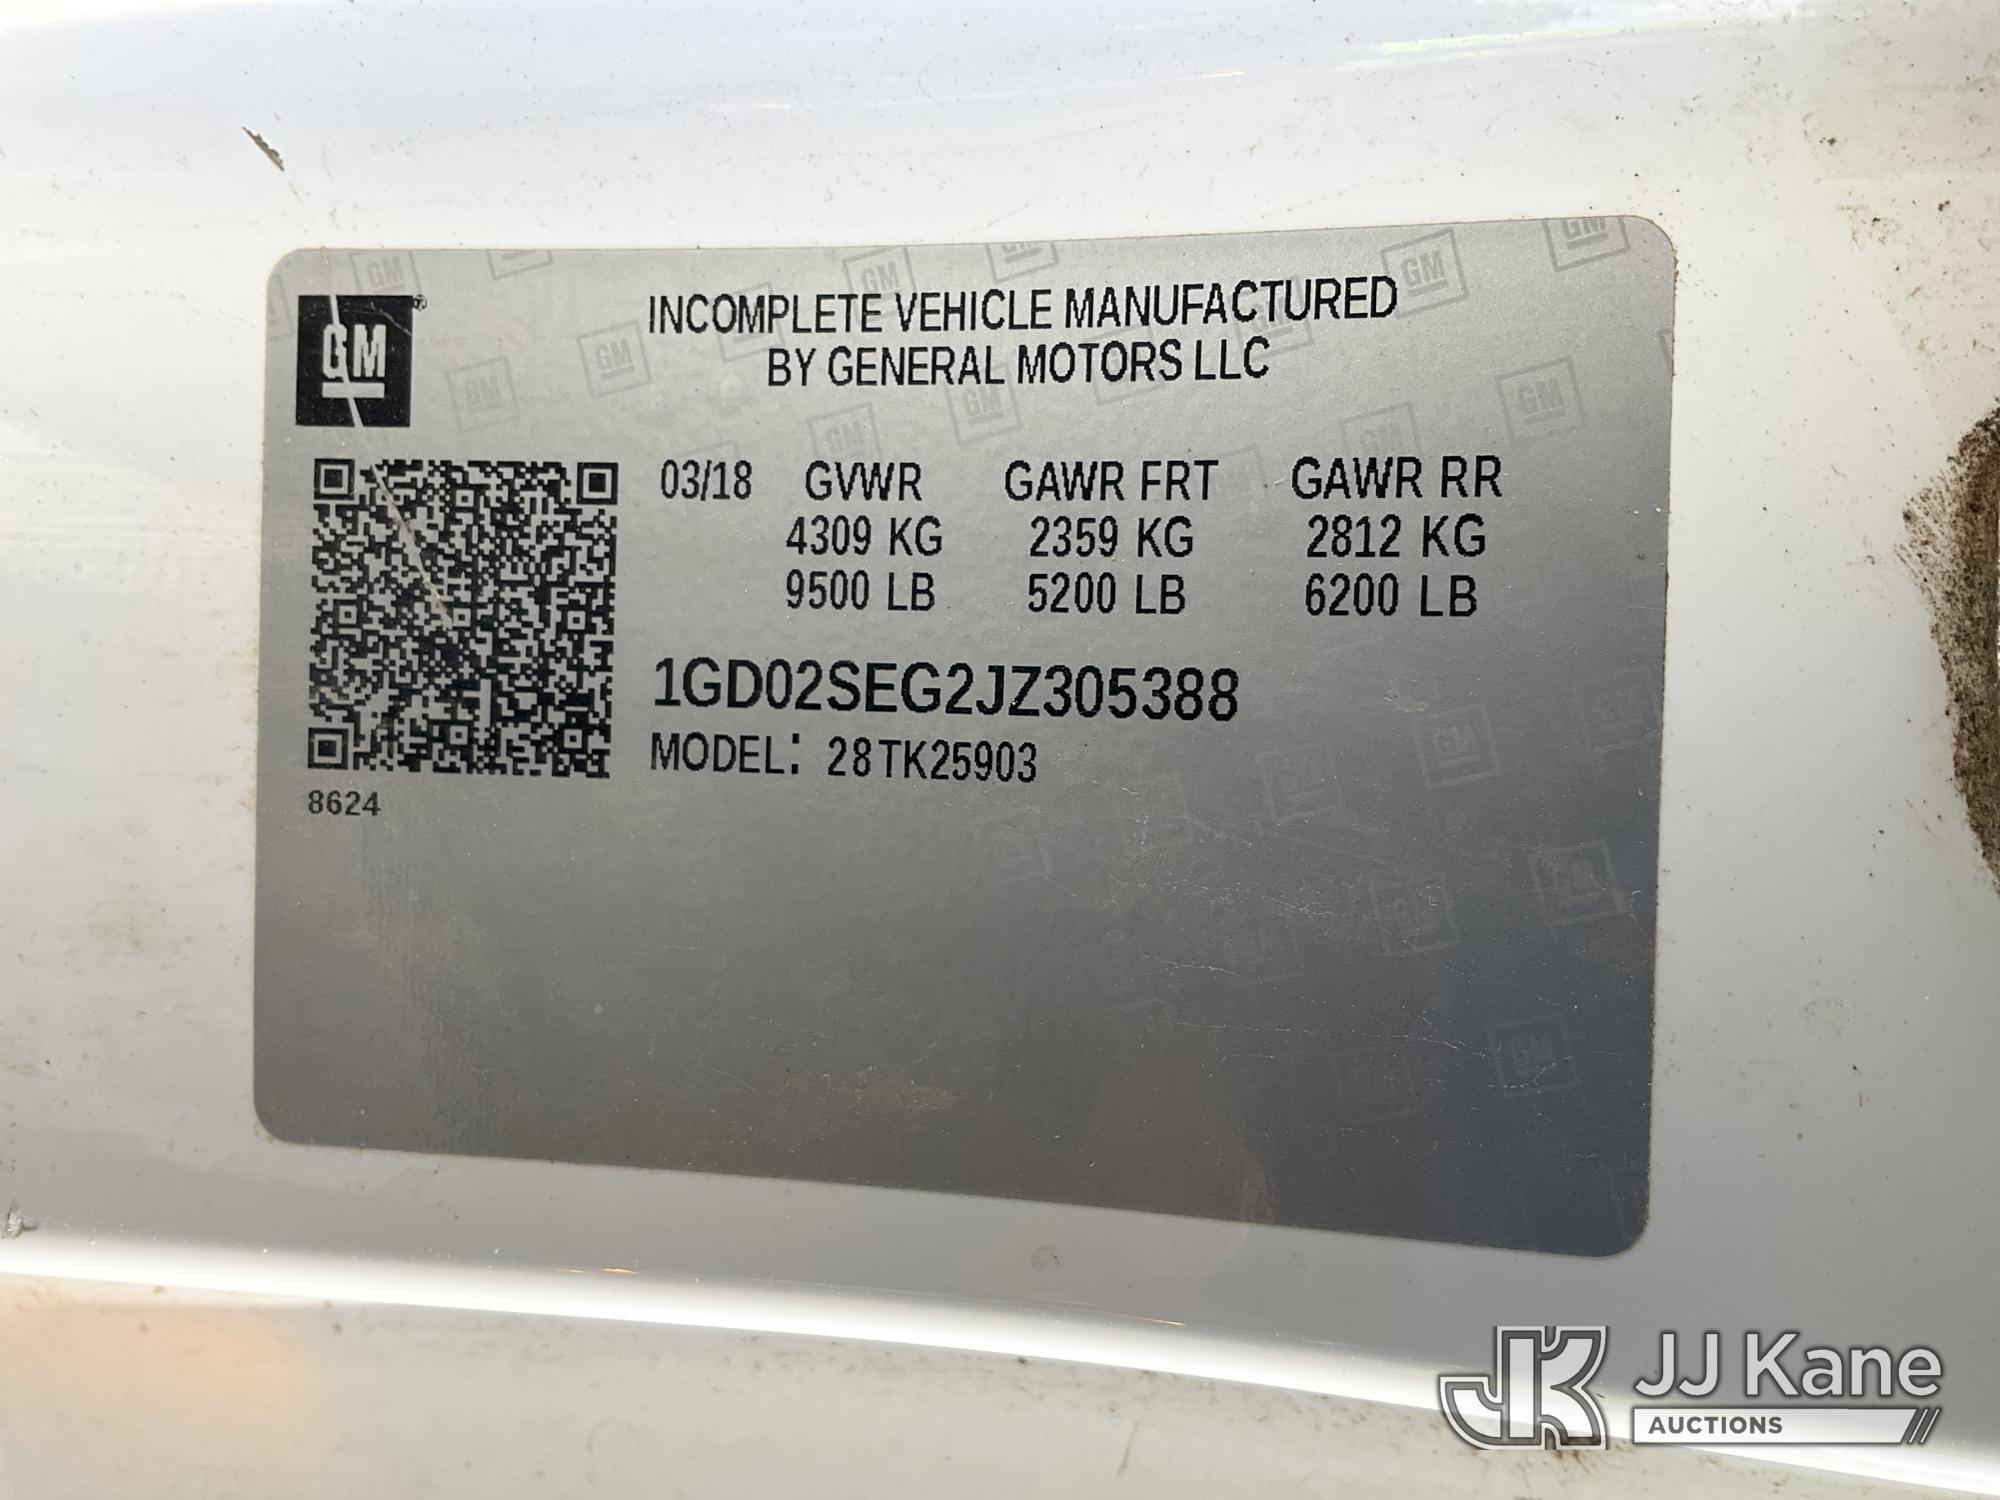 GM
INCOMPLETE VEHICLE MANUFACTURED
BY GENERAL MOTORS LLC
03/18 GVWR GAWR FRT GAWR RR
4309 KG 2359 KG 2812 KG
9500 LB 5200 LB 6200 LB
1GD02SEG2JZ305388
MODEL: 28TK25903
8624
JK JJ Kane
AUCTIONS